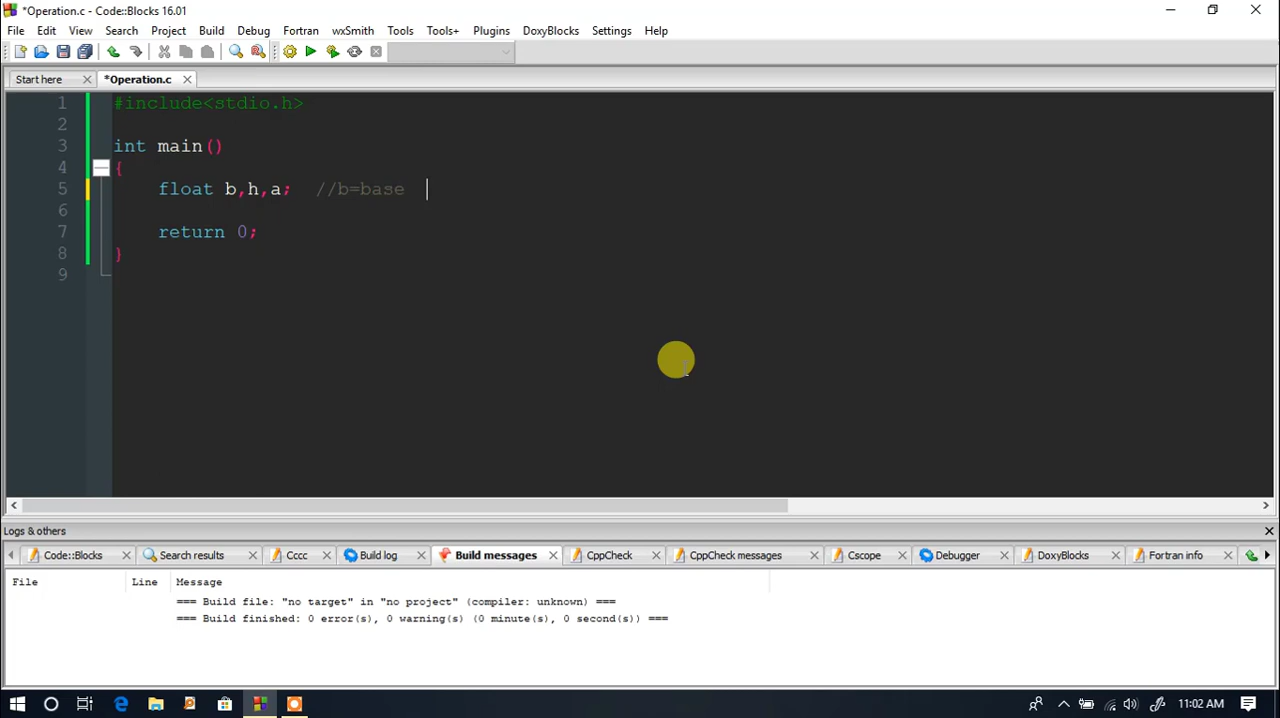 *Operation.c - Code::Blocks 16.01
File Edit View Search Project Build Debug Fortran wxSmith Tools Tools+ Plugins DoxyBlocks Settings Help
Start here *Operation.c
1 #include<stdio.h>
2
3 int main()
4 {
5 float b,h,a; //b=base
6
7 return 0;
8 }
9
Logs & others
Code::Blocks Search results Cccc Build log Build messages CppCheck CppCheck messages Cscope Debugger DoxyBlocks Fortran info
File Line Message
=== Build file: "no target" in "no project" (compiler: unknown) ===
=== Build finished: 0 error(s), 0 warning(s) (0 minute(s), 0 second(s)) ===
11:02 AM